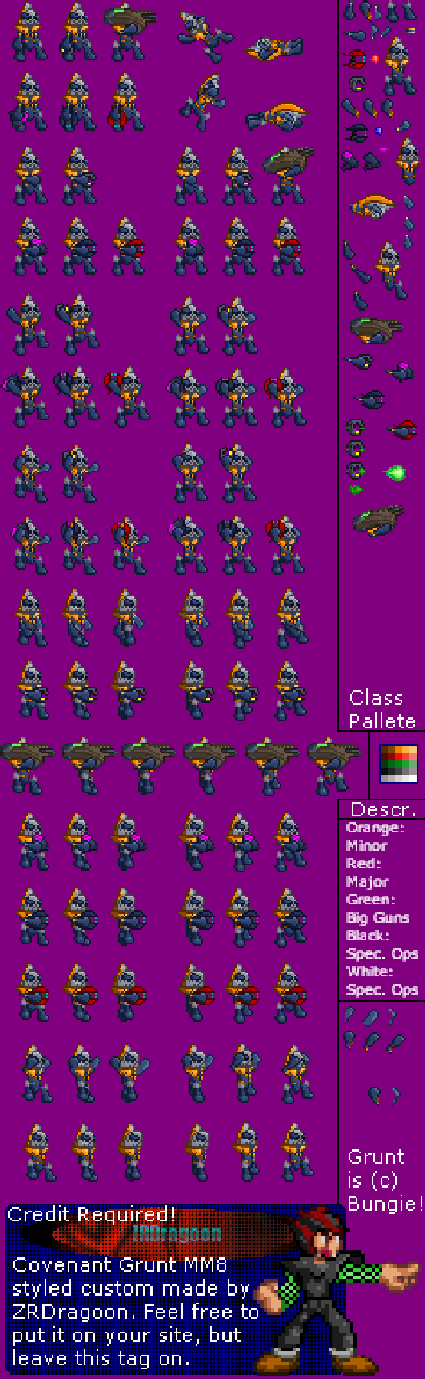 Class
Pallete
Descr.
Orange:
Minor
Red:
Major
Green:
Big Guns
Black:
Spec. Ops
White:
Spec. Ops
Grunt
is (c)
Bungie!
Credit Required!
ZRDragoon
Covenant Grunt MM8
styled custom made by
ZRDragoon. Feel free to
put it on your site, but
leave this tag on.